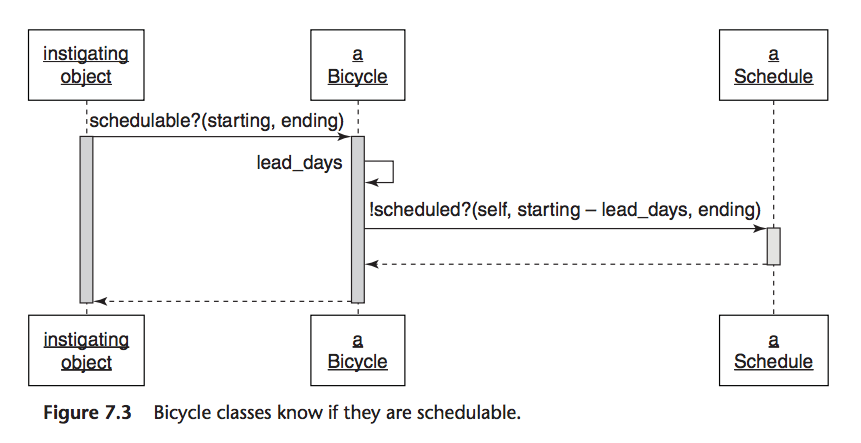 instigating
object
a
Bicycle
a
Schedule
schedulable?(starting, ending)
lead_days
!scheduled?(self, starting – lead_days, ending)
instigating
object
a
Bicycle
a
Schedule
Figure 7.3 Bicycle classes know if they are schedulable.